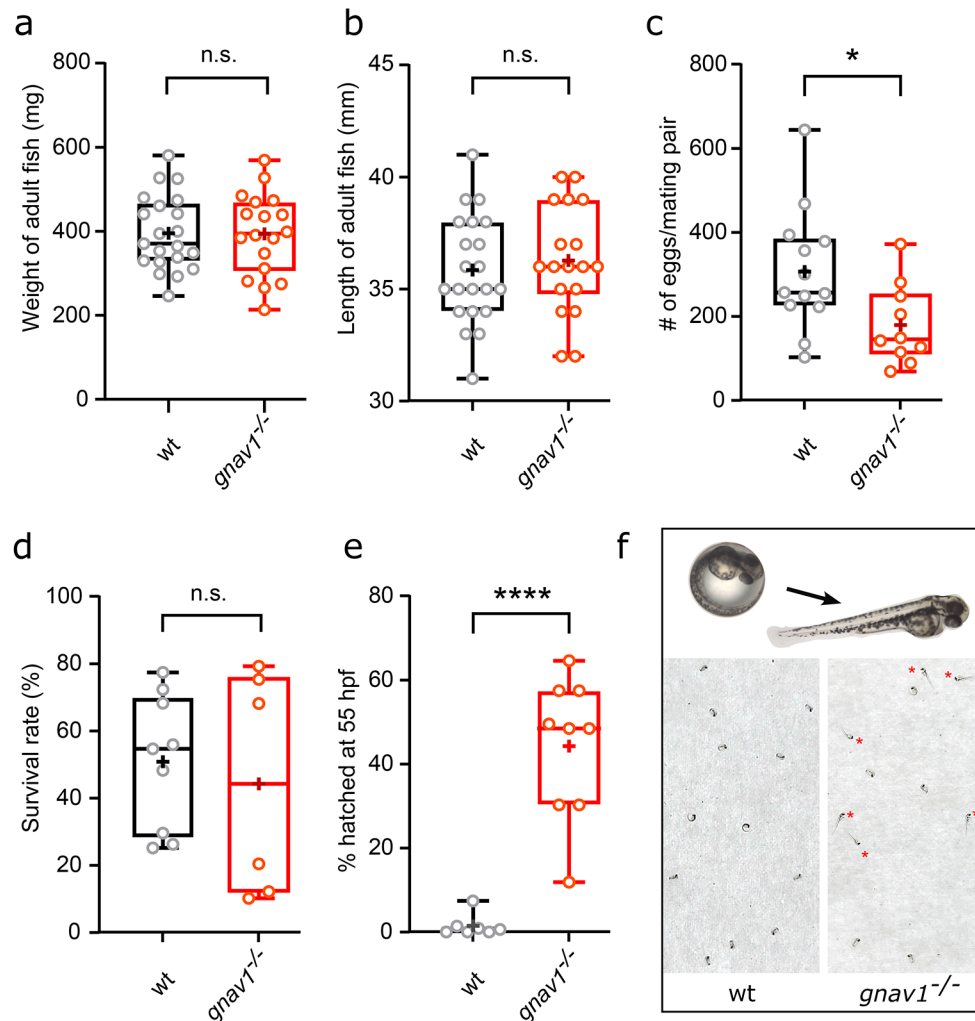 a
n.s.
Weight of adult fish (mg)
800
600
400
200
0
wt
gnav1-/-
b
n.s.
Length of adult fish (mm)
45
40
35
30
wt
gnav1-/-
c
*
# of eggs/mating pair
800
600
400
200
0
wt
gnav1-/-
d
n.s.
Survival rate (%)
100
80
60
40
20
0
wt
gnav1-/-
e
****
% hatched at 55 hpf
80
60
40
20
0
wt
gnav1-/-
f
* *
*
* *
*
wt
gnav1-/-